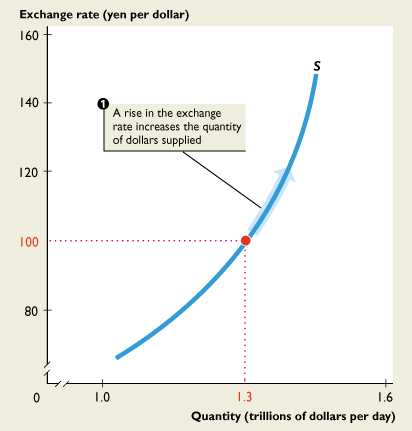 Exchange rate (yen per dollar)
160
S
140
1
A rise in the exchange
rate increases the quantity
of dollars supplied
120
100
80
0
1.0
1.3
1.6
Quantity (trillions of dollars per day)